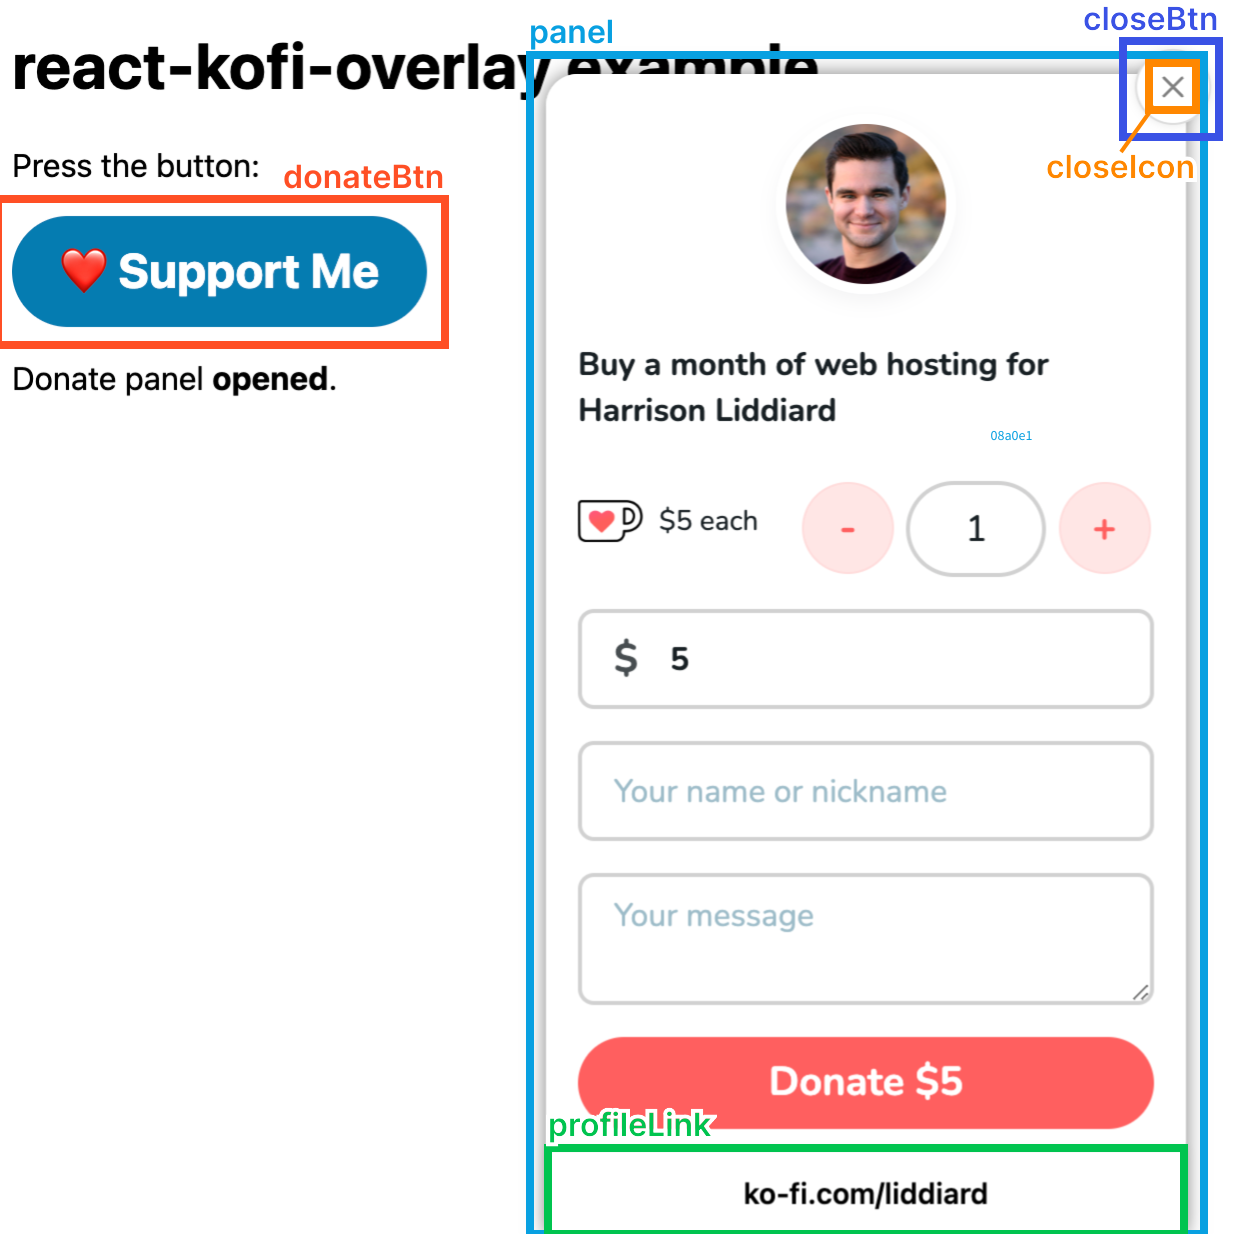 react-kofi-overlay example
Press the button:
donateBtn
❤️ Support Me
Donate panel opened.
panel
closeBtn
closeIcon
Buy a month of web hosting for
Harrison Liddiard
08a0e1
$5 each
-
1
+
$ 5
Your name or nickname
Your message
Donate $5
profileLink
ko-fi.com/liddiard